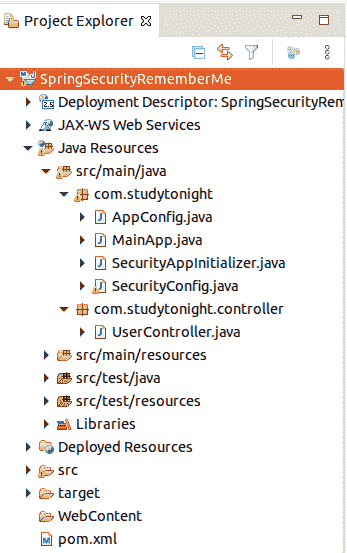 Project Explorer
SpringSecurityRememberMe
Deployment Descriptor: SpringSecurityRem
JAX-WS Web Services
Java Resources
src/main/java
com.studytonight
AppConfig.java
MainApp.java
SecurityAppInitializer.java
SecurityConfig.java
com.studytonight.controller
UserController.java
src/main/resources
src/test/java
src/test/resources
Libraries
Deployed Resources
src
target
WebContent
pom.xml